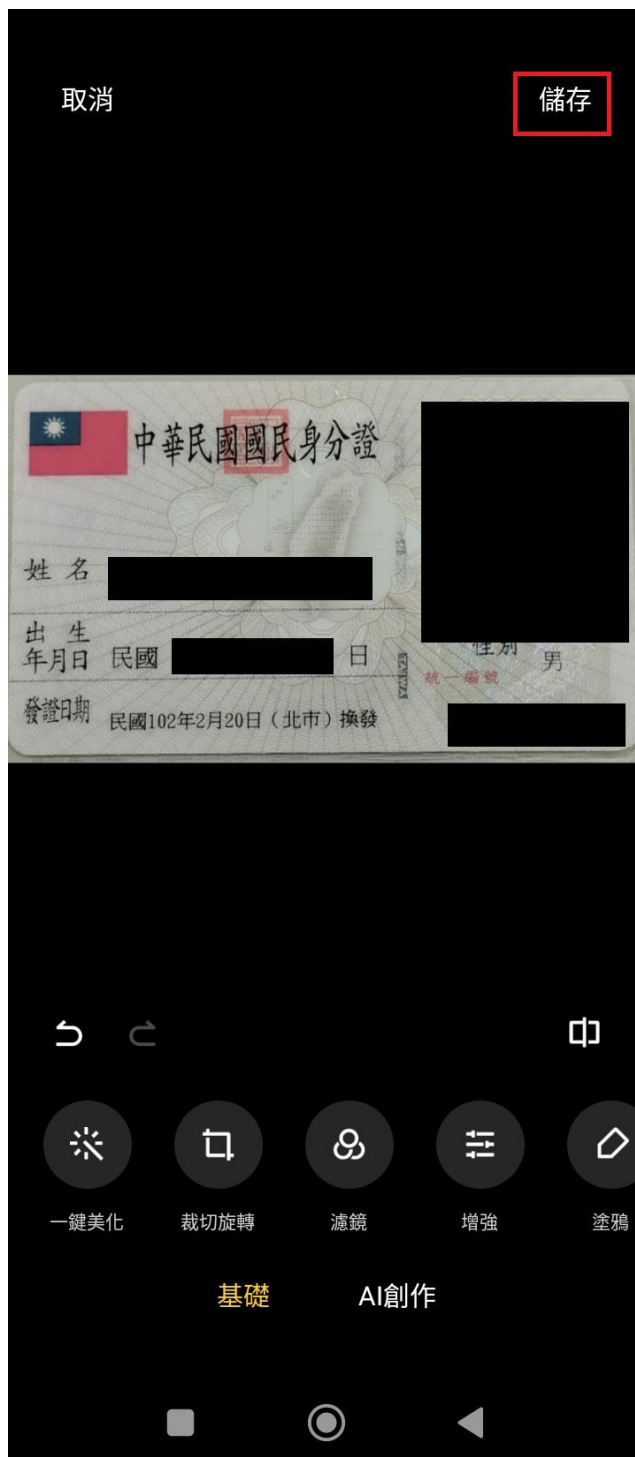 取消
儲存
中華民國國民身分證
姓名
出生
年月日 民國 日
性別 男
統一編號
發證日期 民國102年2月20日（北市）換發
一鍵美化 裁切旋轉 濾鏡 增強 塗鴉
基礎 AI創作